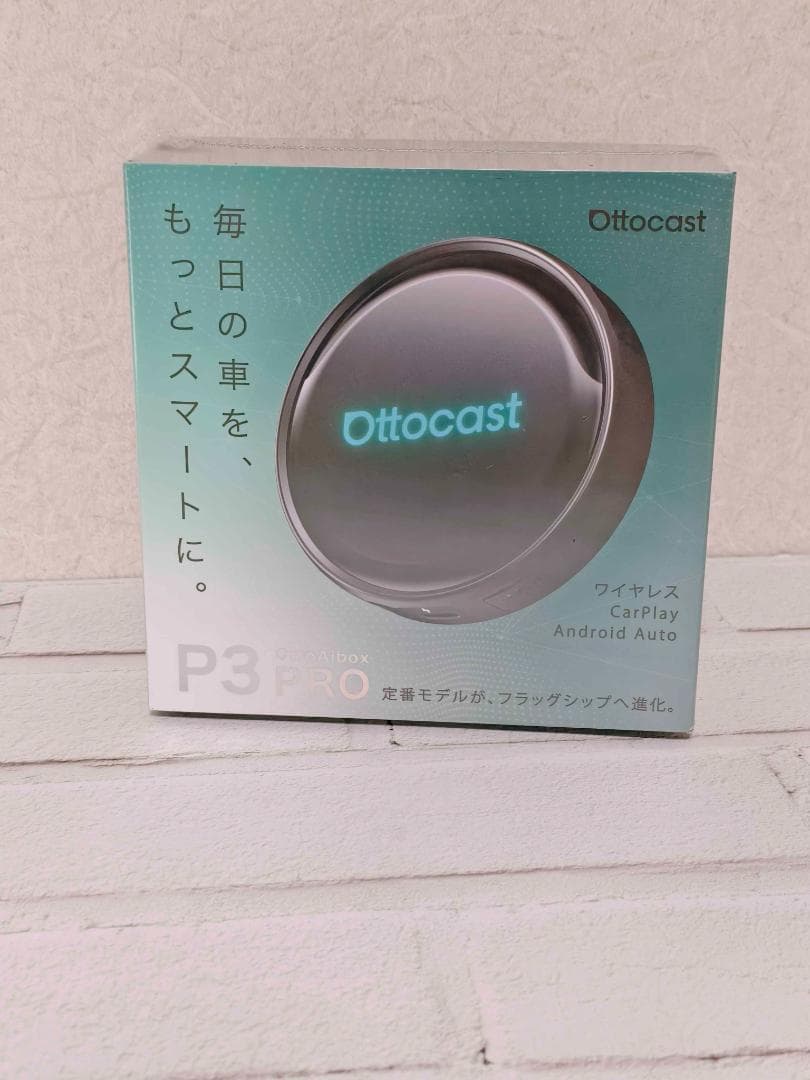 毎日の車を、
もっとスマートに。
Ottocast
Ottocast
ワイヤレス
CarPlay
Android Auto
P3
OttoAibox
PRO
定番モデルが、フラッグシップへ進化。